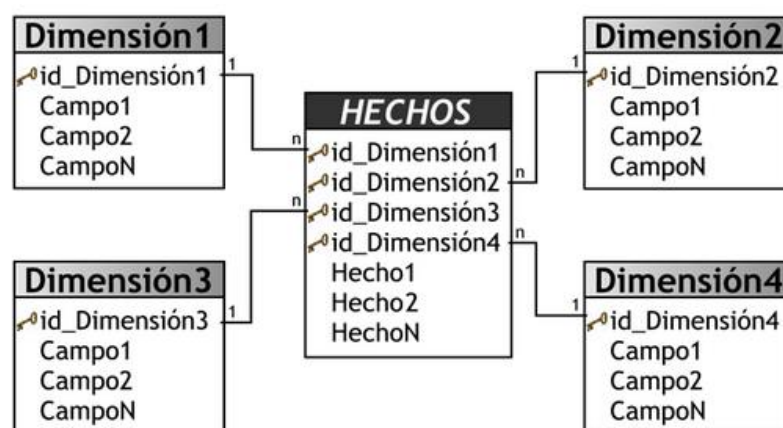 Dimensión1
id_Dimensión1
Campo1
Campo2
CampoN
1
n
HECHOS
id_Dimensión1
id_Dimensión2
id_Dimensión3
id_Dimensión4
Hecho1
Hecho2
HechoN
n
n
n
Dimensión2
1
id_Dimensión2
Campo1
Campo2
CampoN
Dimensión3
id_Dimensión3
1
Campo1
Campo2
CampoN
Dimensión4
1
id_Dimensión4
Campo1
Campo2
CampoN